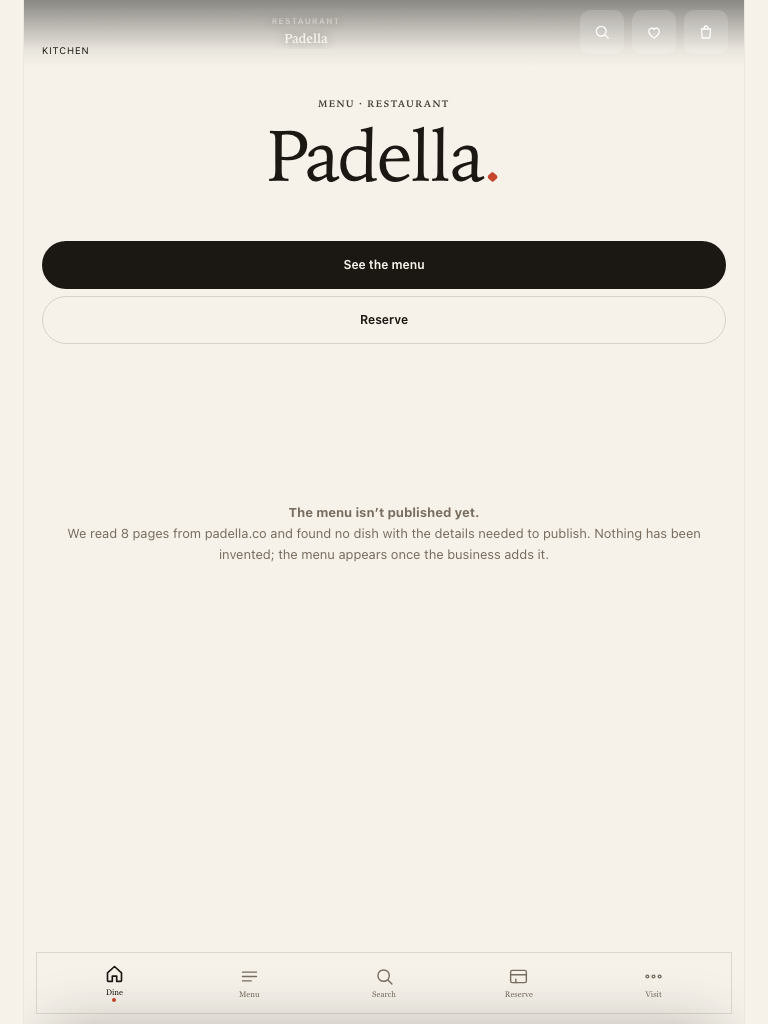 RESTAURANT
Padella
KITCHEN
MENU · RESTAURANT
Padella.
See the menu
Reserve
The menu isn’t published yet.
We read 8 pages from padella.co and found no dish with the details needed to publish. Nothing has been
invented; the menu appears once the business adds it.
Dine
Menu
Search
Reserve
Visit